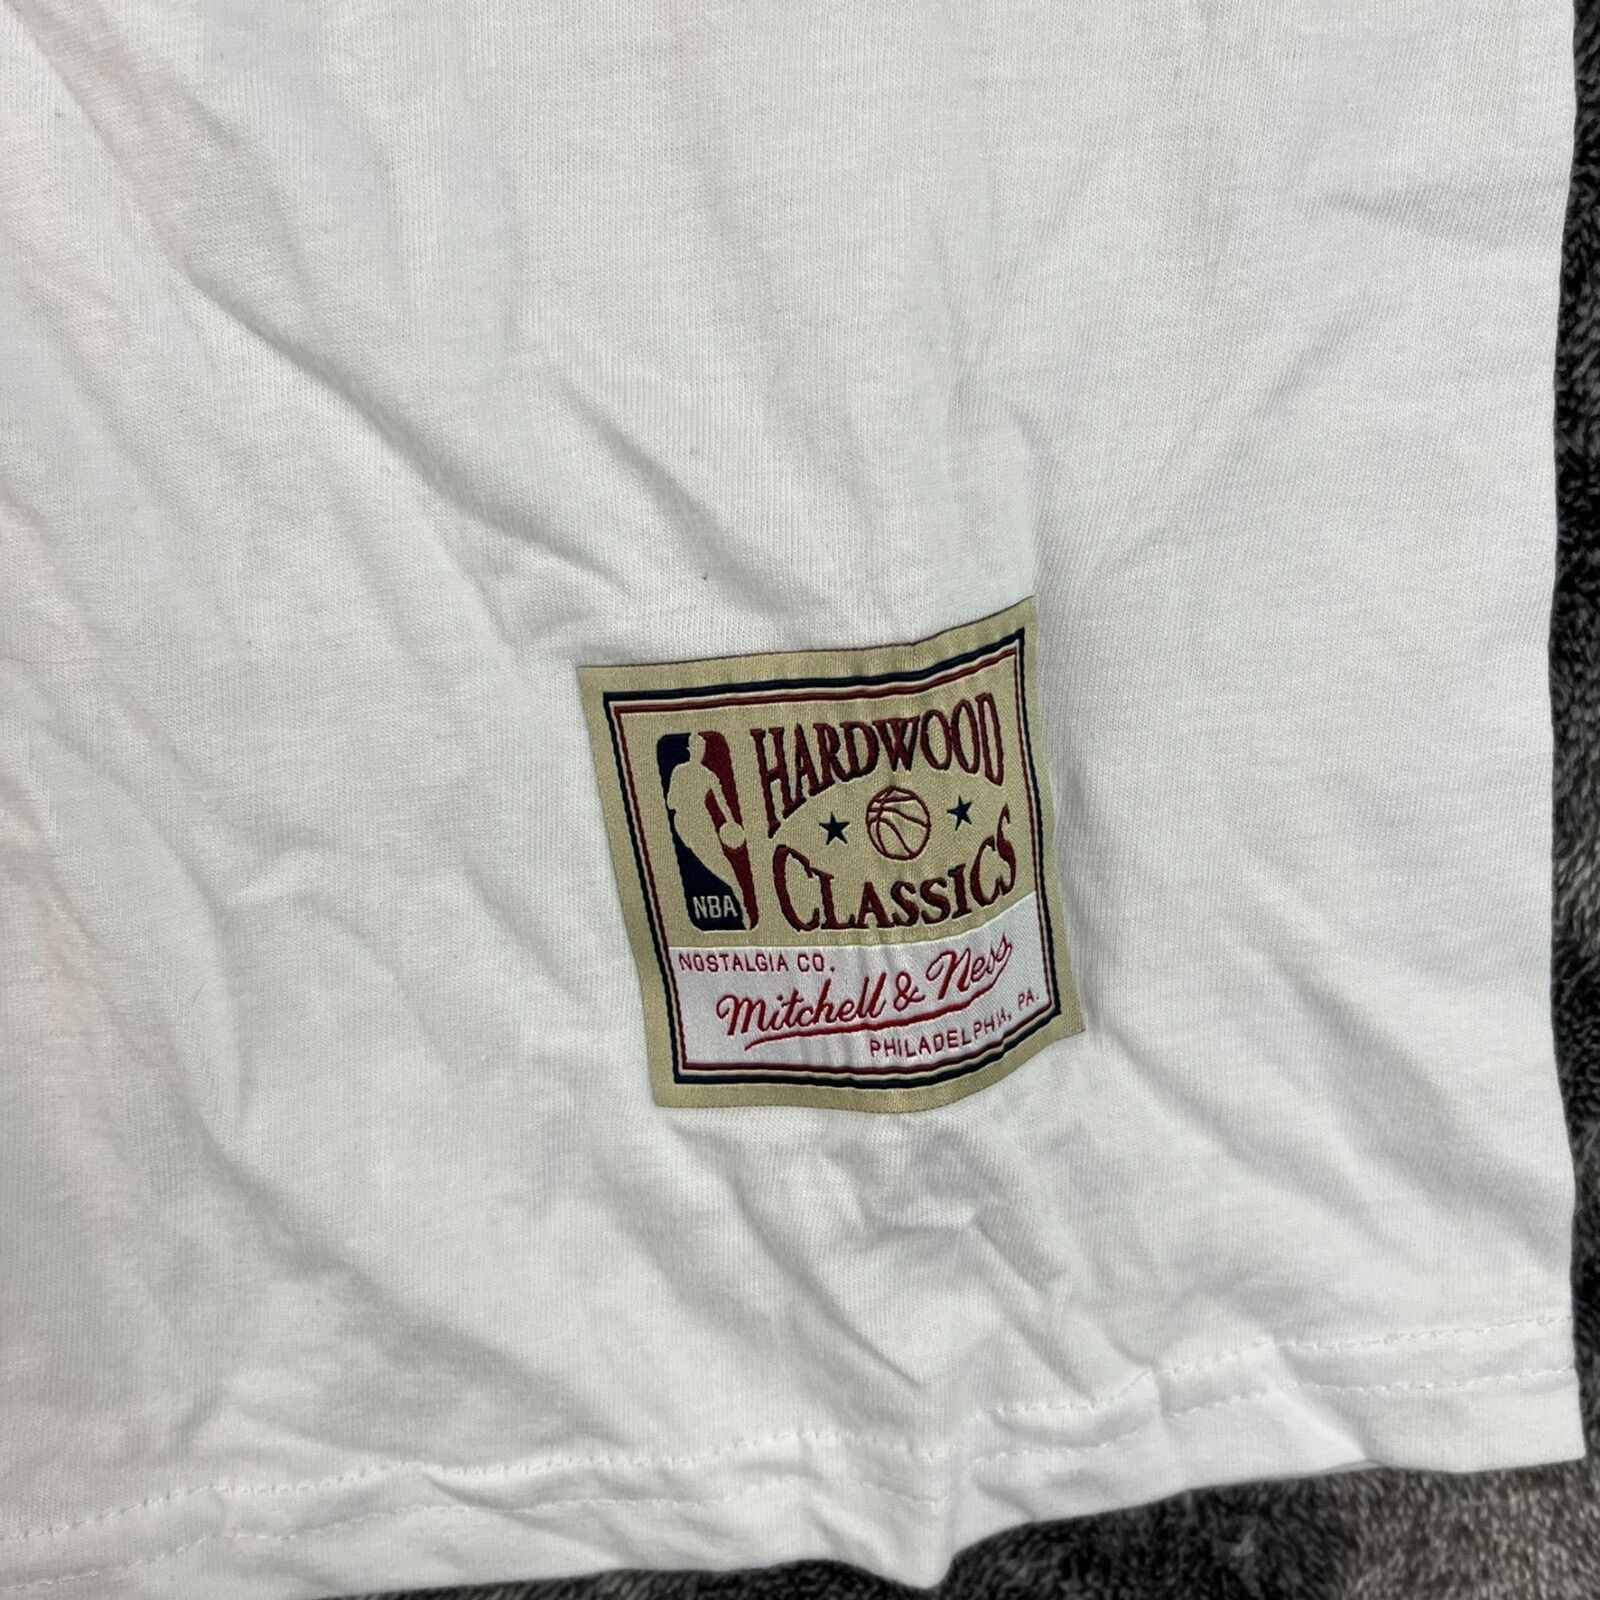 HARDWOOD
CLASSICS
NBA
NOSTALGIA CO.
Mitchell & Ness
PHILADELPHIA, PA.